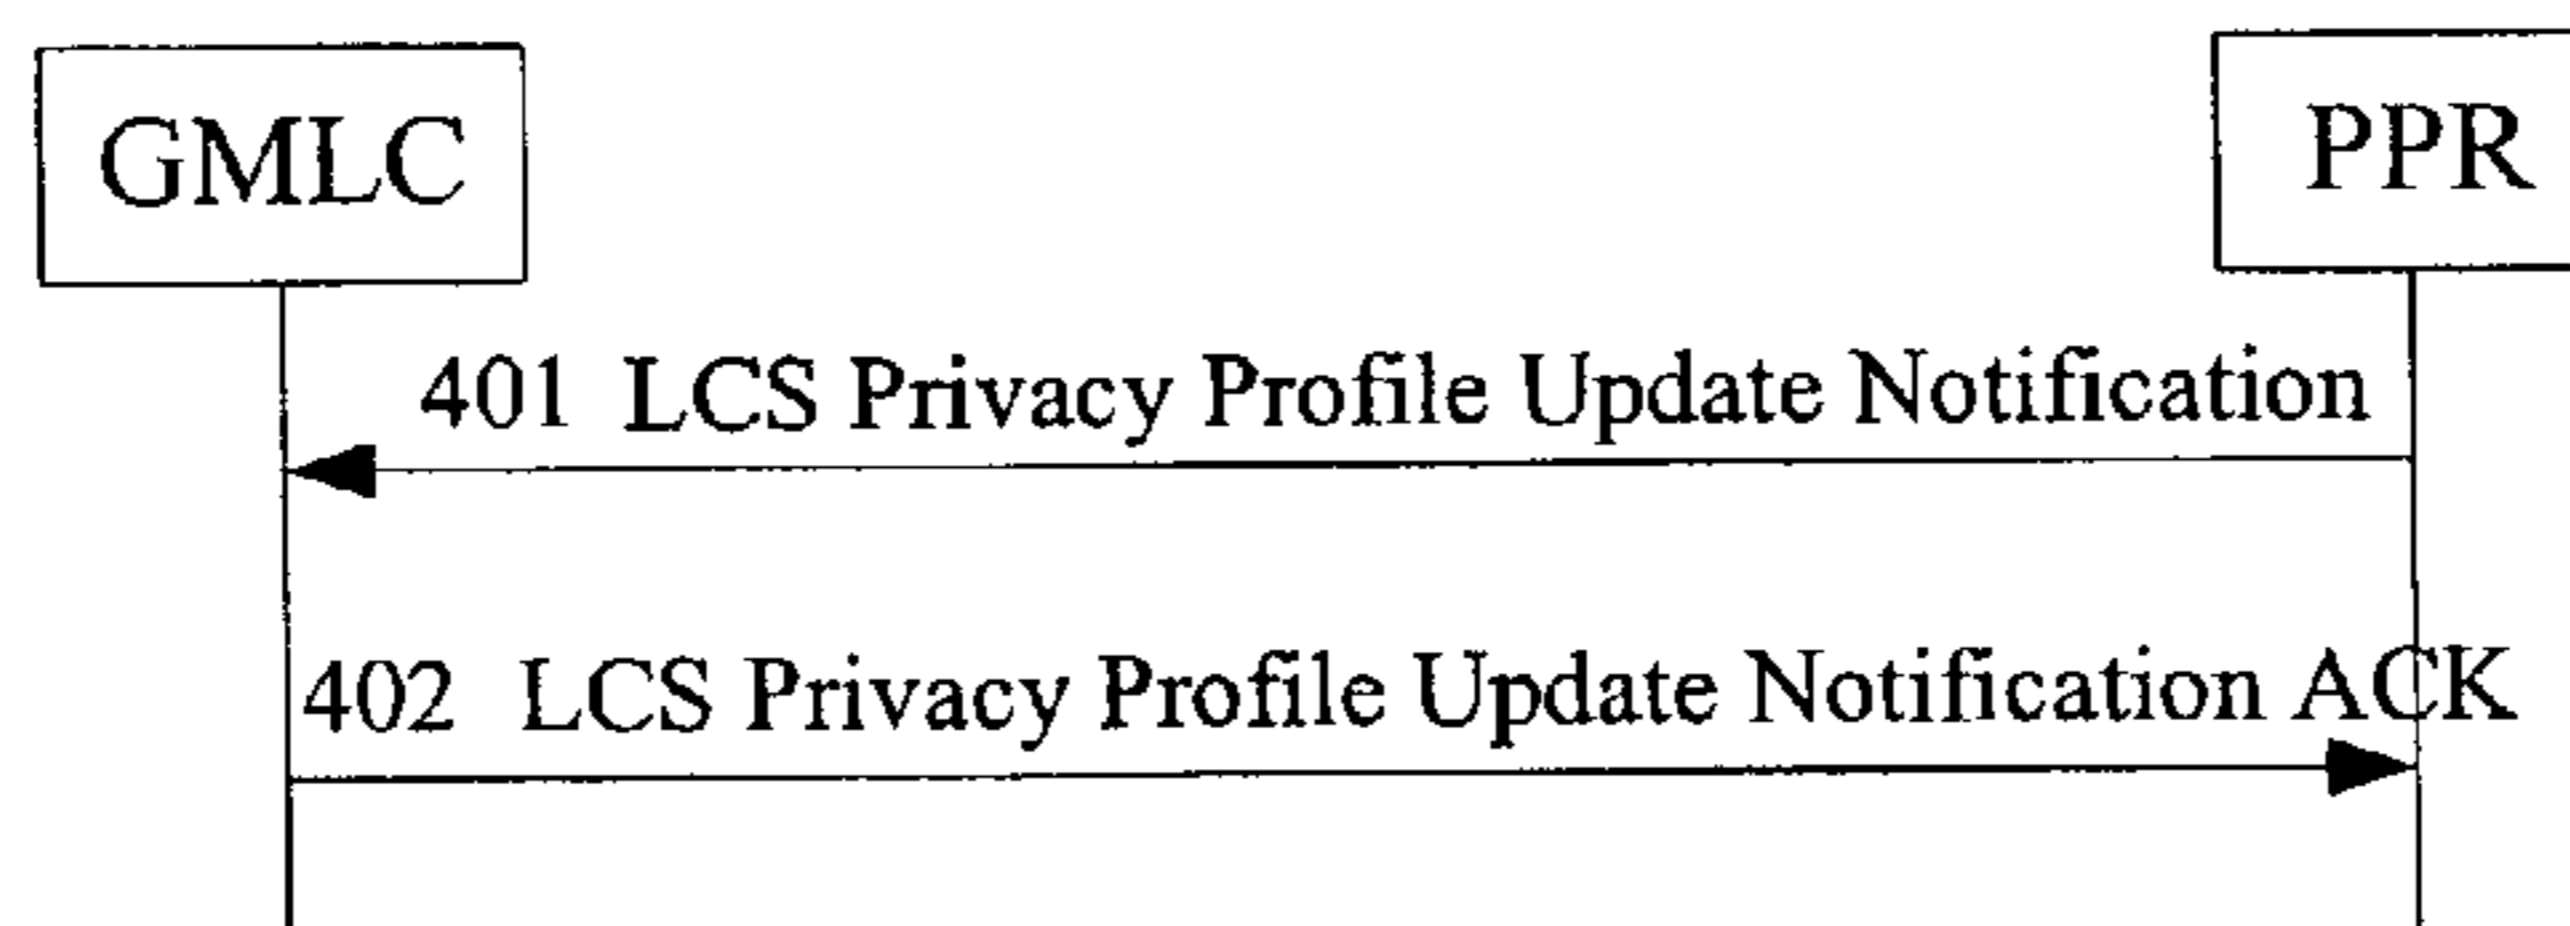 GMLC PPR
401 LCS Privacy Profile Update Notification
402 LCS Privacy Profile Update Notification ACK